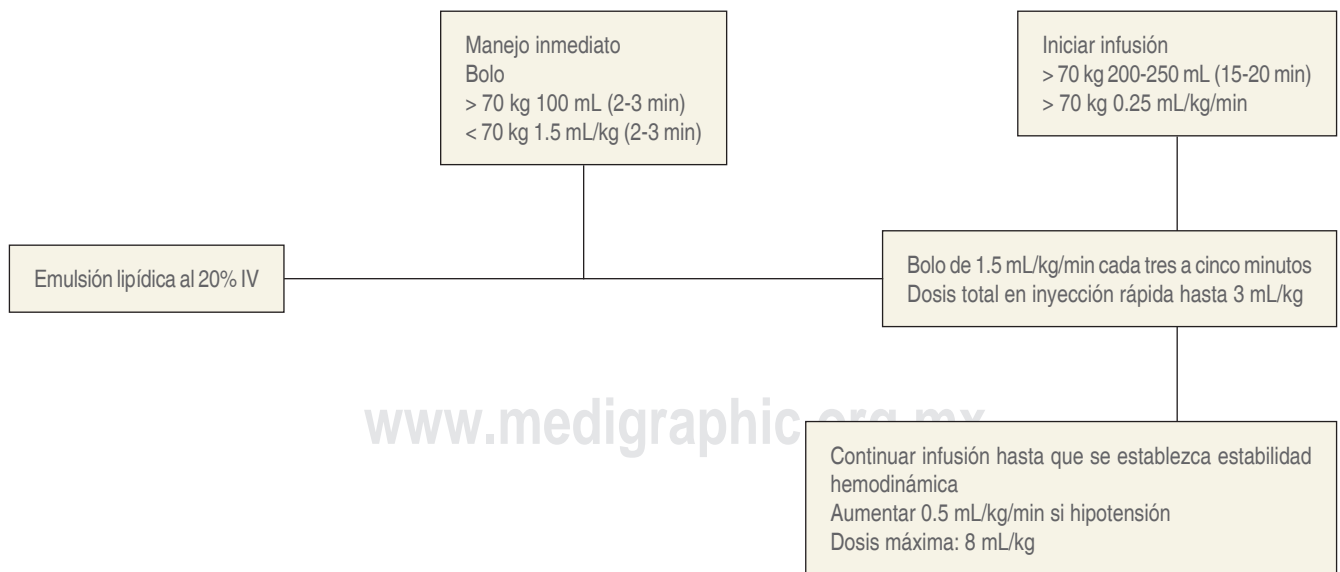 Manejo inmediato
Bolo
> 70 kg 100 mL (2-3 min)
< 70 kg 1.5 mL/kg (2-3 min)
Iniciar infusión
> 70 kg 200-250 mL (15-20 min)
> 70 kg 0.25 mL/kg/min
Emulsión lipídica al 20% IV
Bolo de 1.5 mL/kg/min cada tres a cinco minutos
Dosis total en inyección rápida hasta 3 mL/kg
www.medigraphic.org.mx
Continuar infusión hasta que se establezca estabilidad
hemodinámica
Aumentar 0.5 mL/kg/min si hipotensión
Dosis máxima: 8 mL/kg